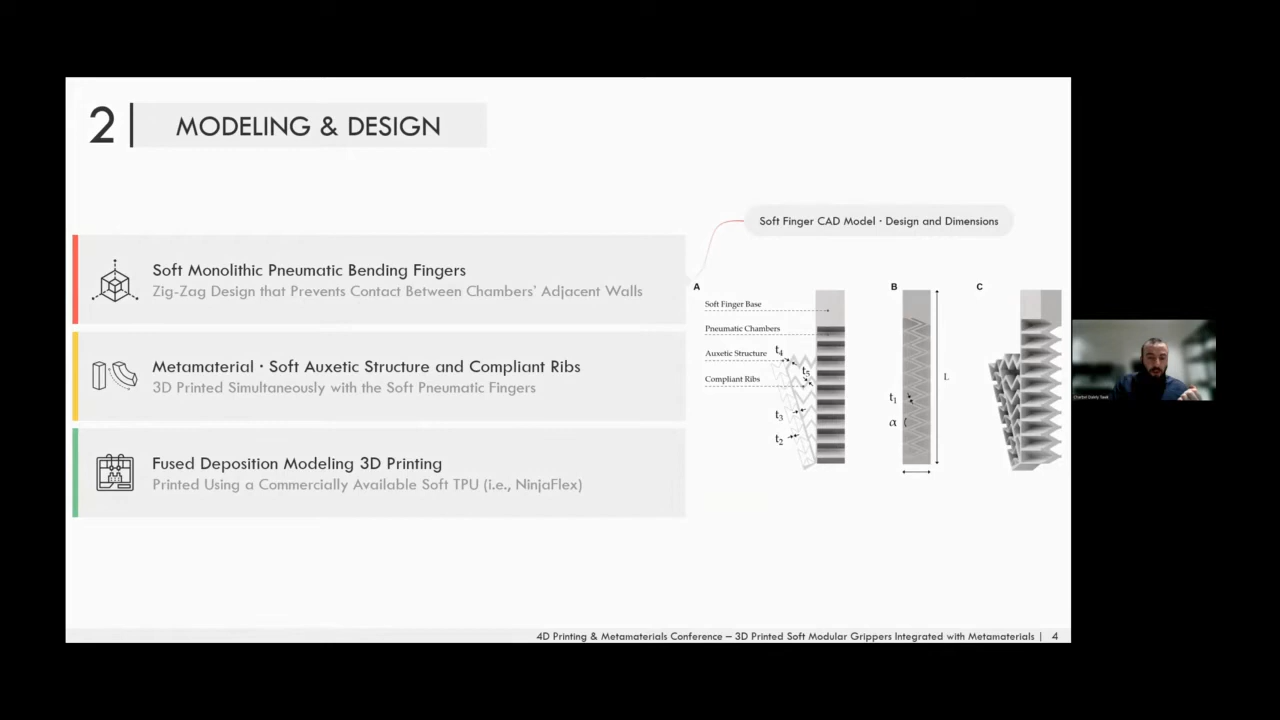 2
MODELING & DESIGN
Soft Finger CAD Model · Design and Dimensions
Soft Monolithic Pneumatic Bending Fingers
Zig-Zag Design that Prevents Contact Between Chambers' Adjacent Walls
Metamaterial · Soft Auxetic Structure and Compliant Ribs
3D Printed Simultaneously with the Soft Pneumatic Fingers
Fused Deposition Modeling 3D Printing
Printed Using a Commercially Available Soft TPU (i.e., NinjaFlex)
A
Soft Finger Base
Pneumatic Chambers
Auxetic Structure
Compliant Ribs
t4
t5
t3
t2
B
t1
α
L
C
4D Printing & Metamaterials Conference – 3D Printed Soft Modular Grippers Integrated with Metamaterials | 4